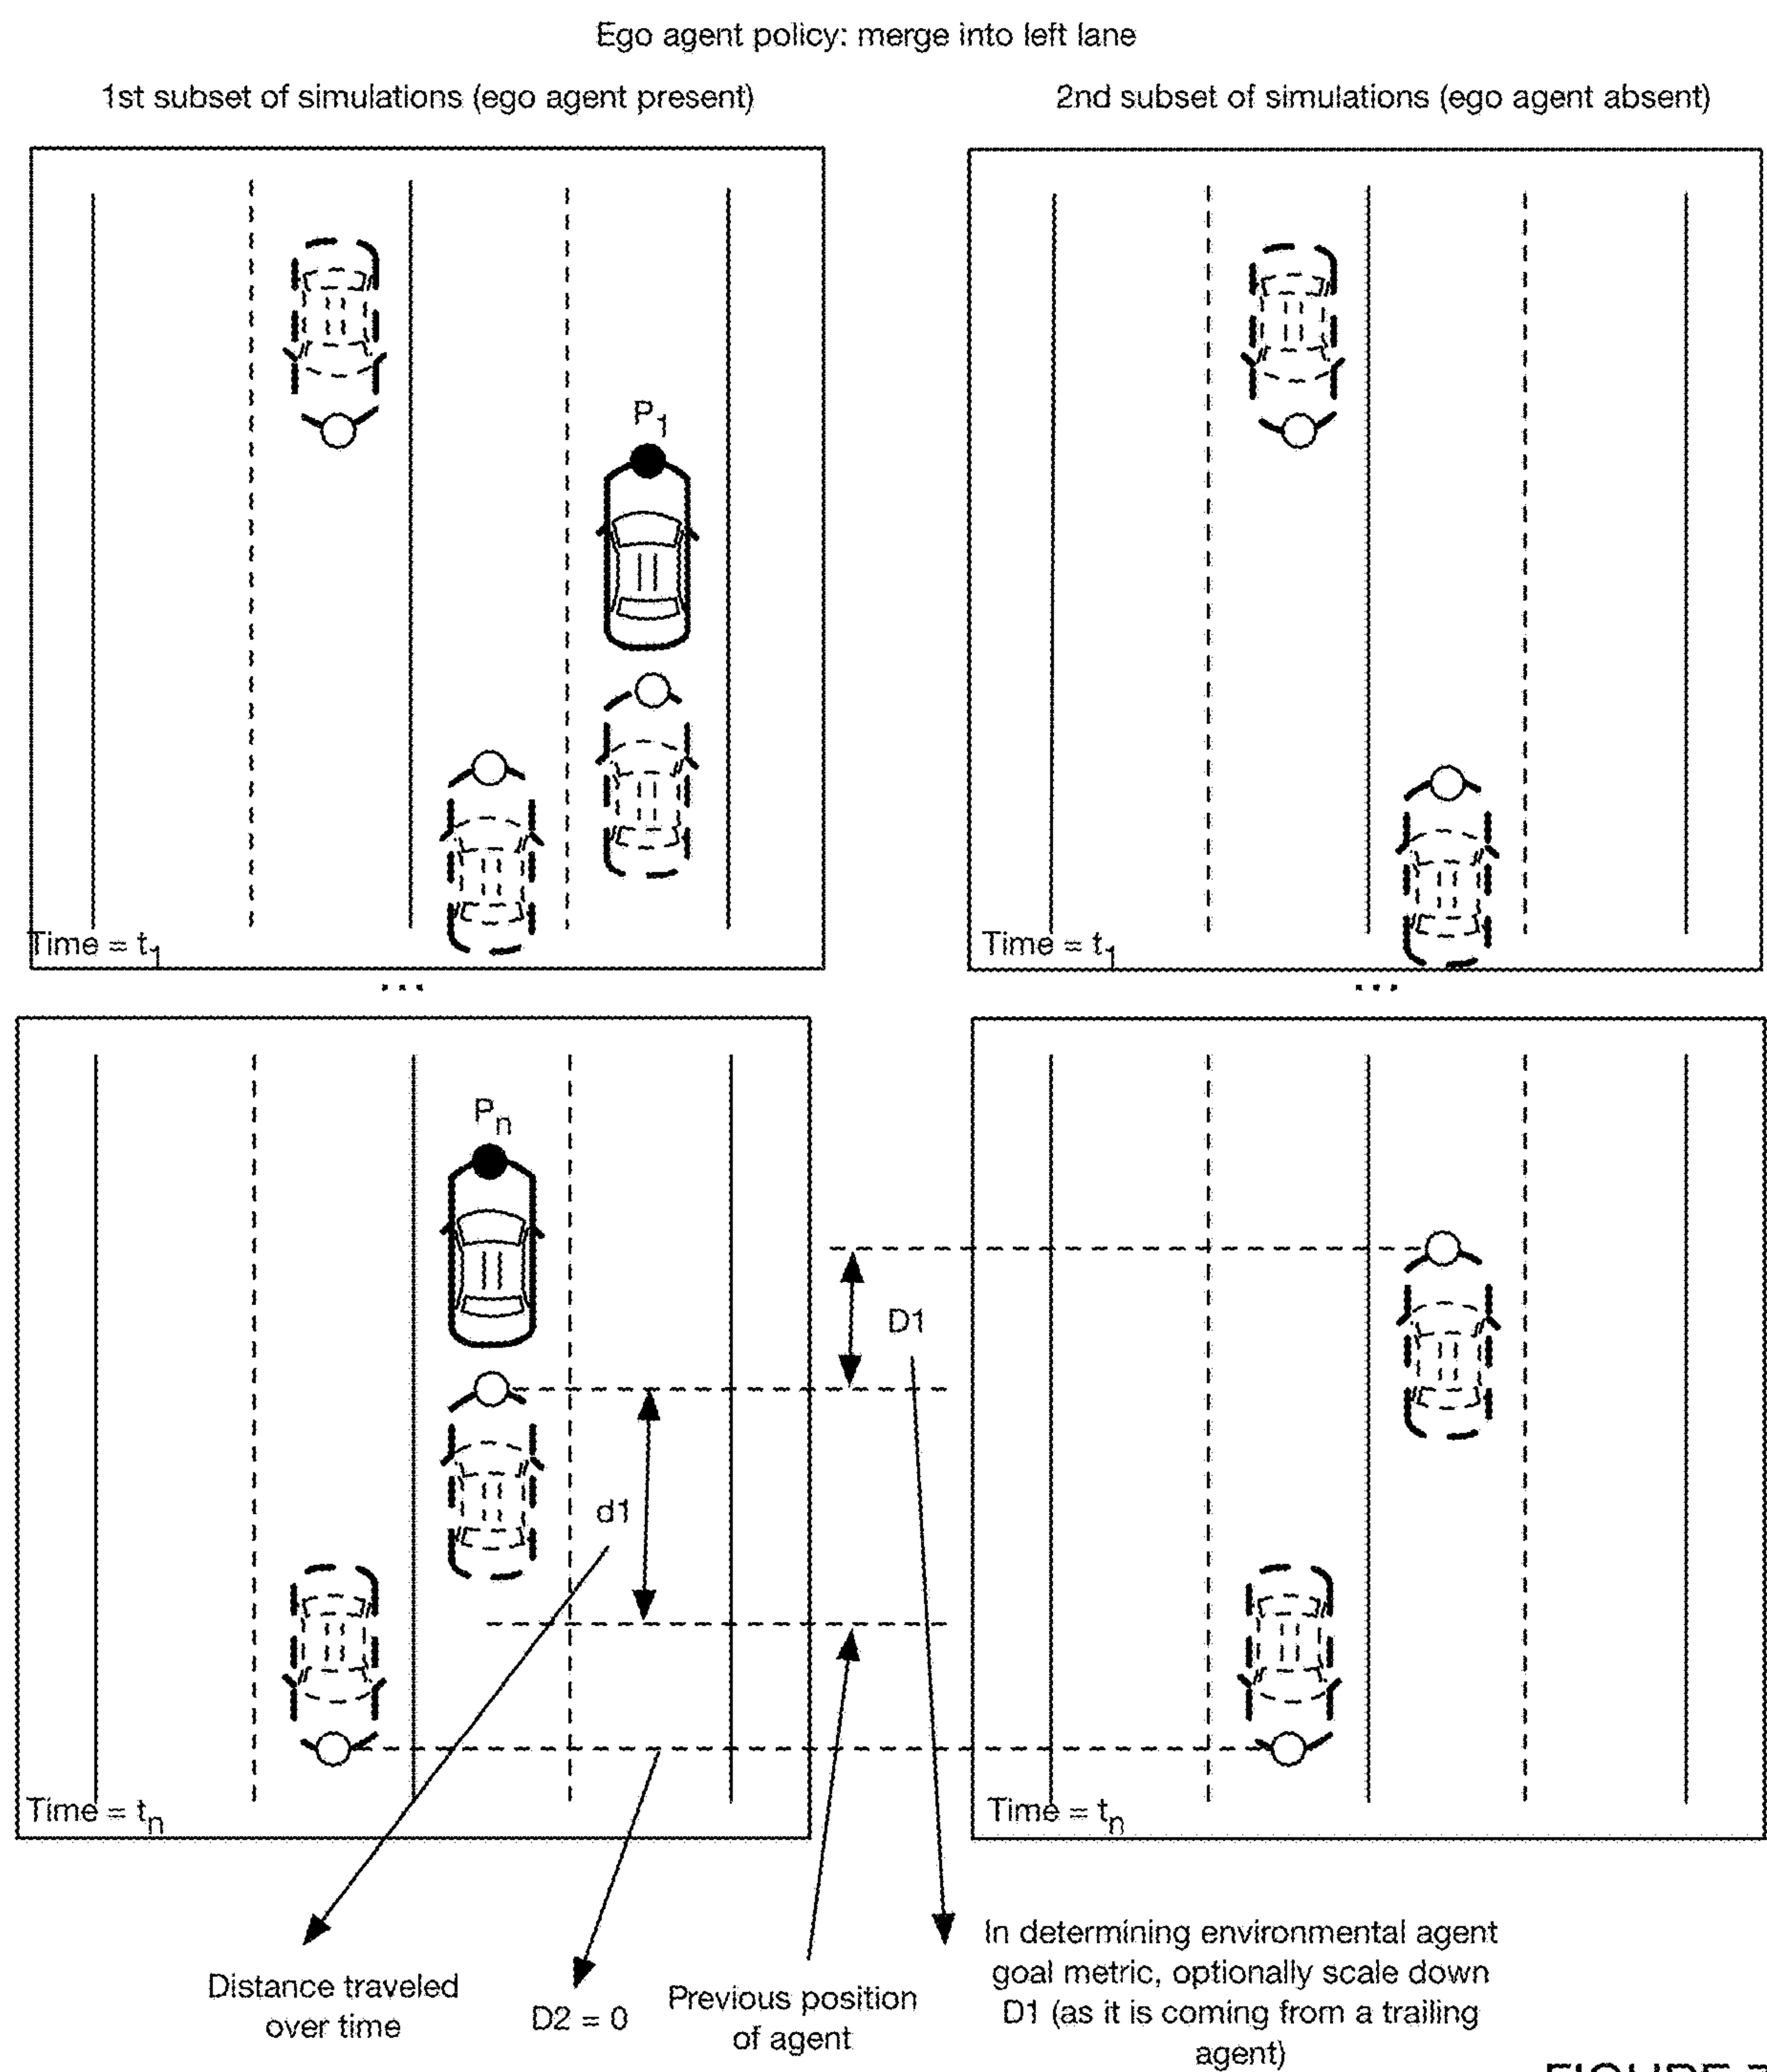 Ego agent policy: merge into left lane
1st subset of simulations (ego agent present)
2nd subset of simulations (ego agent absent)
P1
Time = t1
Time = t1
...
...
Pn
D1
d1
Time = tn
Time = tn
Distance traveled
over time
D2 = 0
Previous position
of agent
In determining environmental agent
goal metric, optionally scale down
D1 (as it is coming from a trailing
agent)
FIGURE